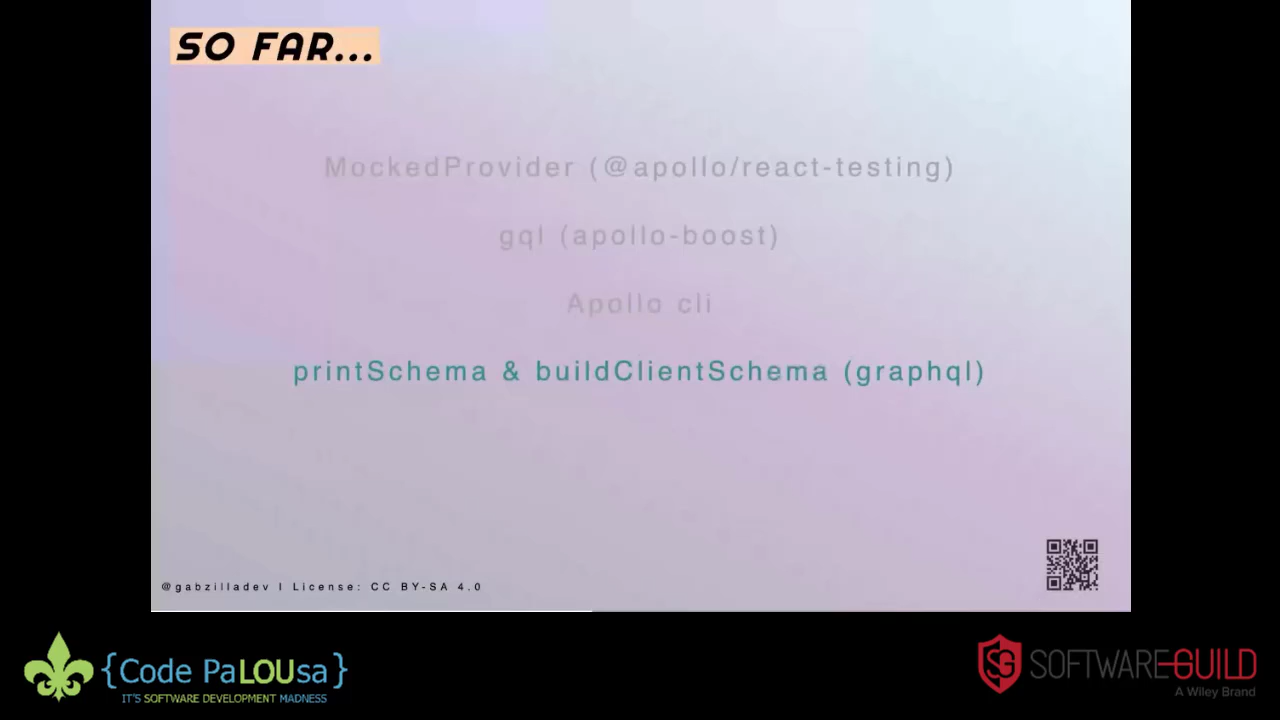 SO FAR...
MockedProvider (@apollo/react-testing)
gql (apollo-boost)
Apollo cli
printSchema & buildClientSchema (graphql)
@gabzilladev | License: CC BY-SA 4.0
{Code PaLOUsa}
IT'S SOFTWARE DEVELOPMENT MADNESS
SG SOFTWARE GUILD
A Wiley Brand